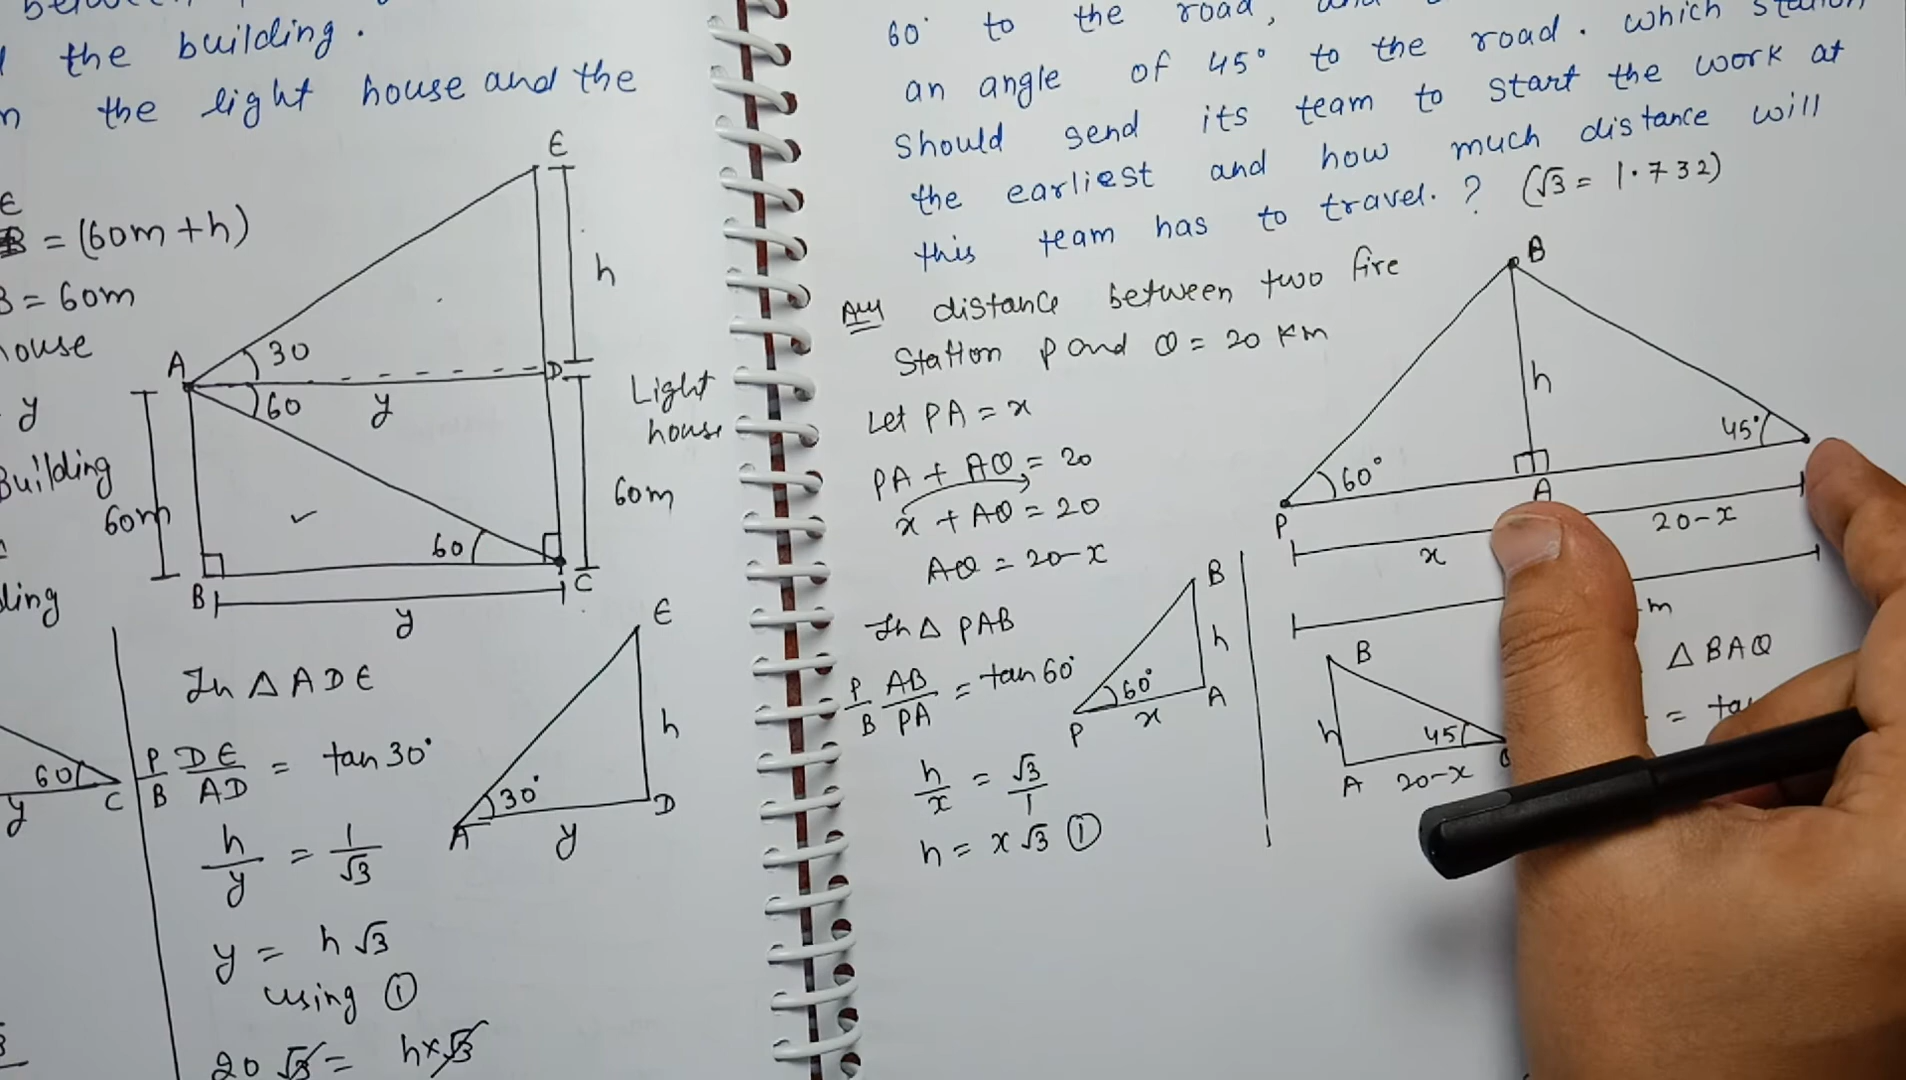 the building.
the light house and the
E
= (60m + h)
B = 60m
house
y
Building
60m
ding
A
30
60
y
E
h
D
Light
house
60m
60
B
C
y
60
y
C
In △ ADE
P/B DE/AD = tan 30°
h/y = 1/√3
y = h√3
using ①
20√3 = h×√3
E
h
30°
A
D
y
60° to the road,
an angle of 45° to the road. which station
should send its team to start the work at
the earliest and how much distance will
this team has to travel.? (√3 = 1.732)
Ans distance between two fire
Station P and Q = 20 Km
Let PA = x
PA + AQ = 20
x + AQ = 20
AQ = 20-x
In △ PAB
P/B AB/PA = tan 60°
h/x = √3/1
h = x√3 ①
B
h
60°
P
x
A
B
h
60°
45°
P
A
x
20-x
m
B
h
45
A
20-x
△ BAQ
=